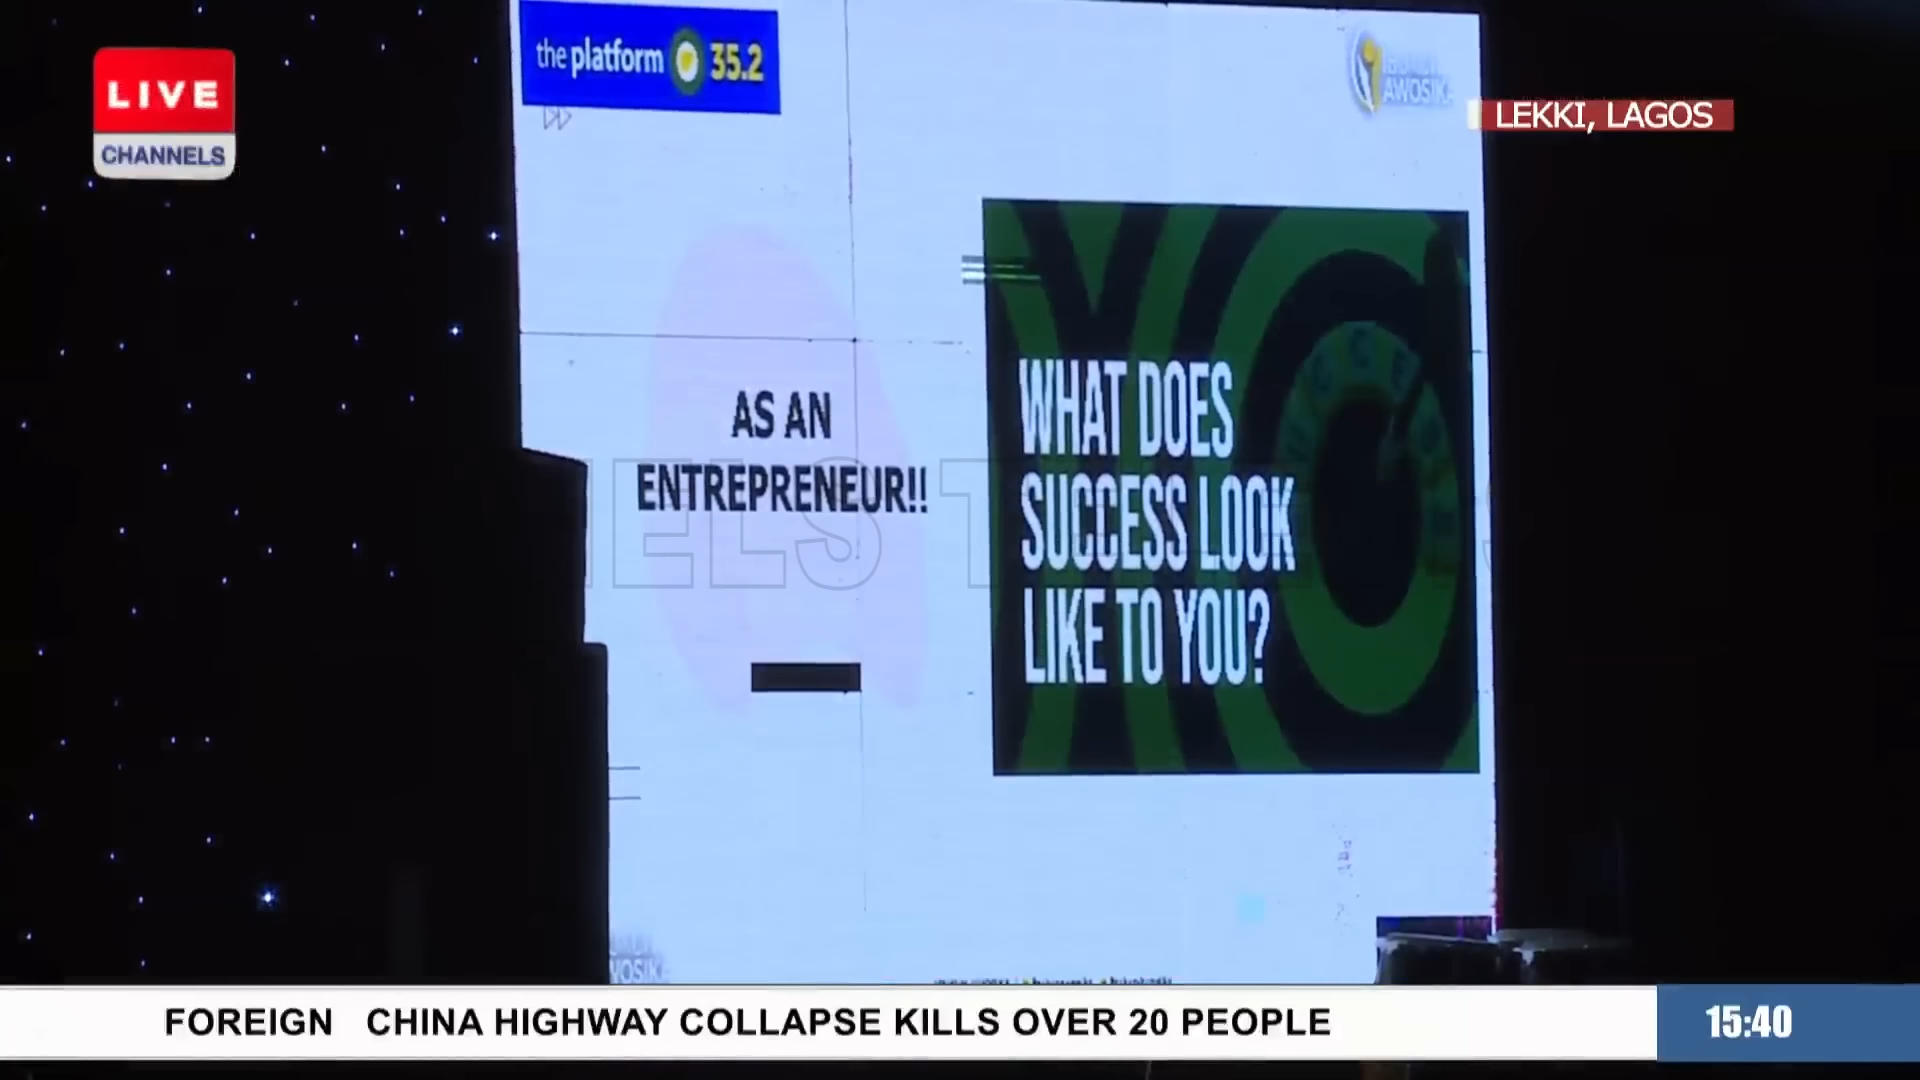 the platform 35.2
AWOSIKA
LIVE
CHANNELS
LEKKI, LAGOS
AS AN
ENTREPRENEUR!!
WHAT DOES
SUCCESS LOOK
LIKE TO YOU?
FOREIGN CHINA HIGHWAY COLLAPSE KILLS OVER 20 PEOPLE
15:40